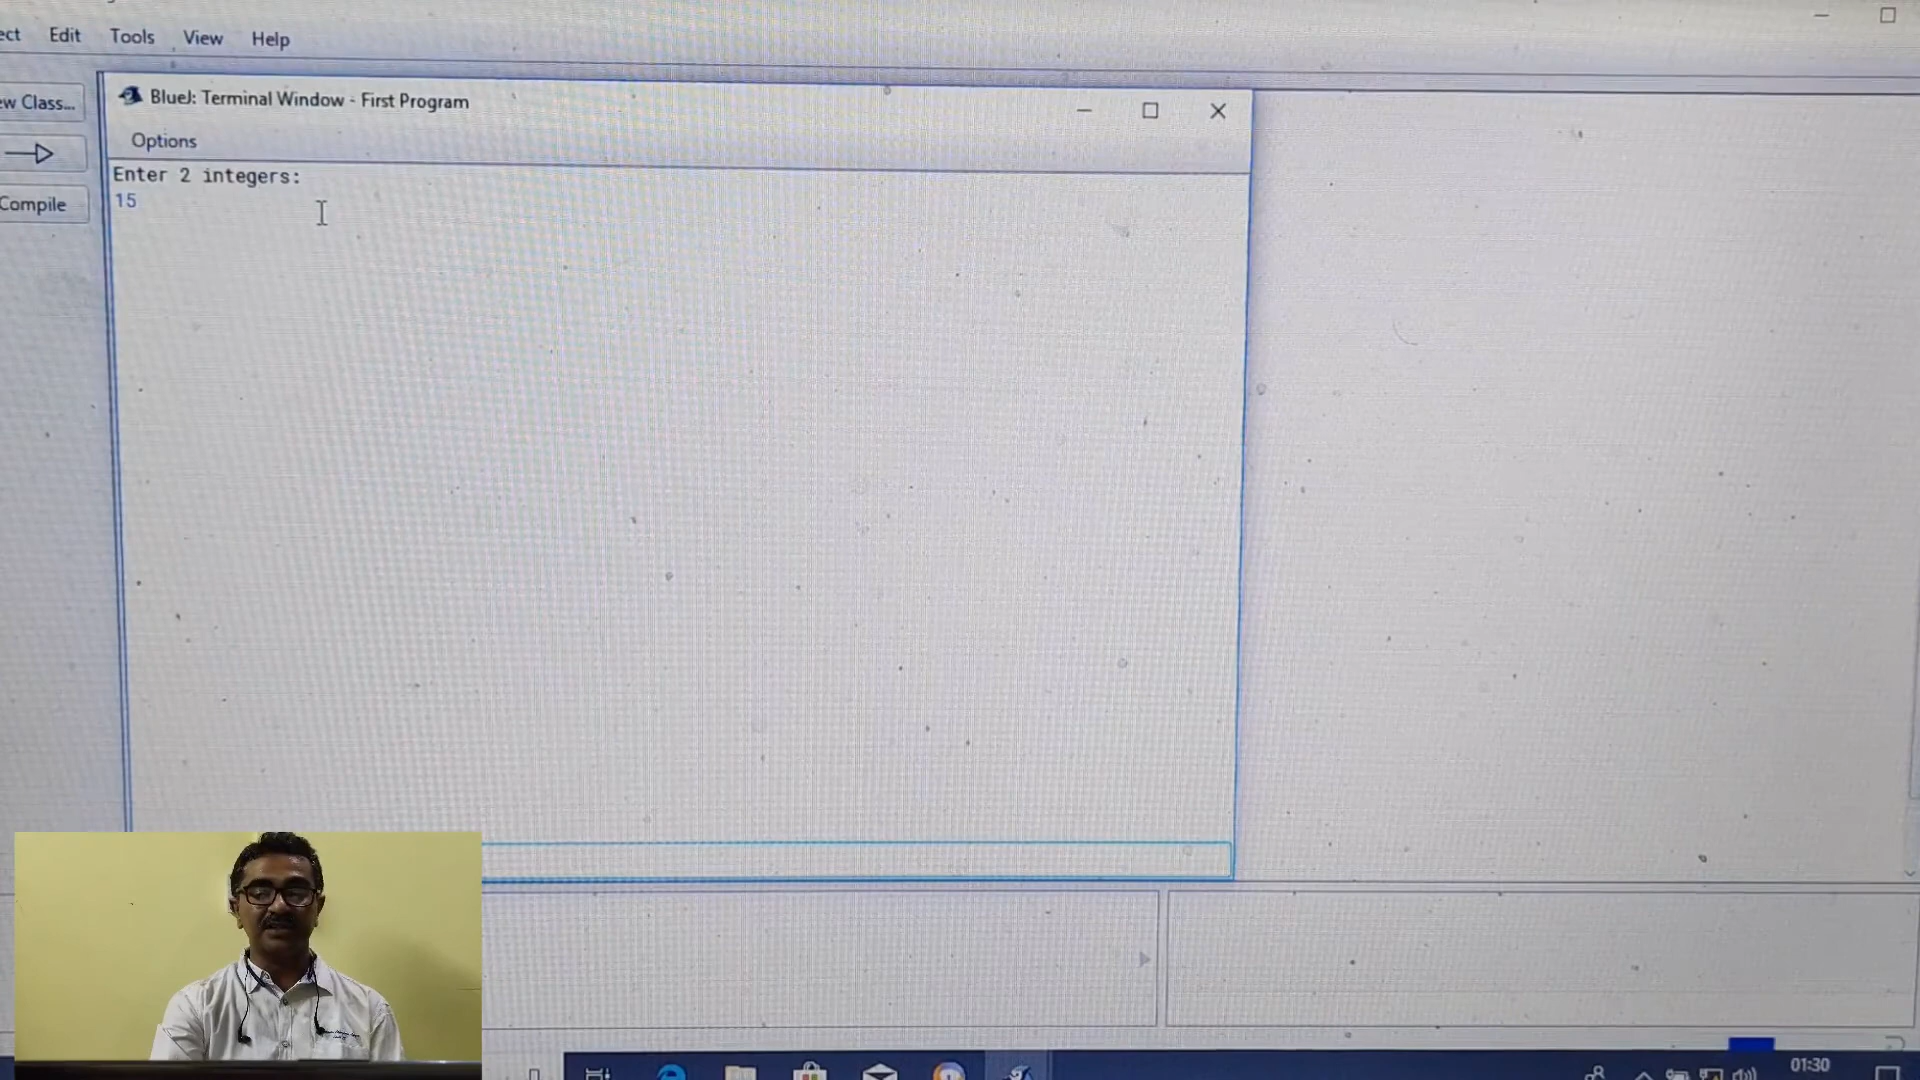 ect Edit Tools View Help
ew Class...
BlueJ: Terminal Window - First Program
Options
Enter 2 integers:
Compile
15
01:30